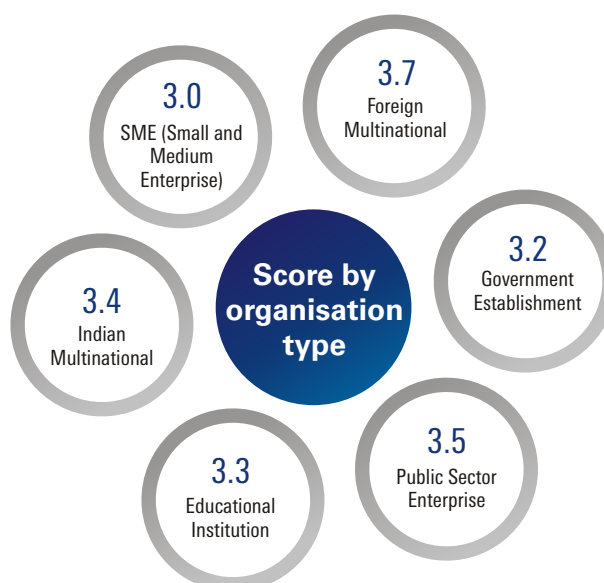 3.0
SME (Small and
Medium
Enterprise)
3.7
Foreign
Multinational
3.2
Government
Establishment
Score by
organisation
type
3.4
Indian
Multinational
3.5
Public Sector
Enterprise
3.3
Educational
Institution